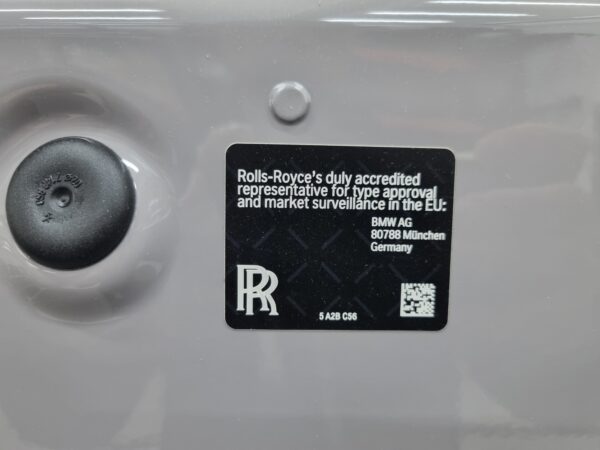 Rolls-Royce's duly accredited
representative for type approval
and market surveillance in the EU:
BMW AG
80788 München
Germany
RR
5 A2B C56